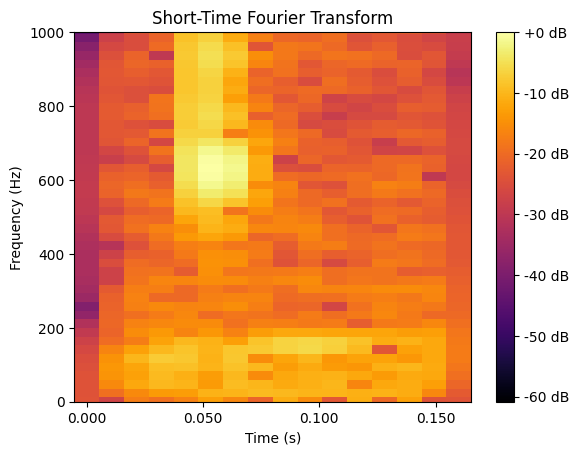 Short-Time Fourier Transform
1000
800
600
400
200
0
Frequency (Hz)
0.000
0.050
0.100
0.150
Time (s)
+0 dB
-10 dB
-20 dB
-30 dB
-40 dB
-50 dB
-60 dB